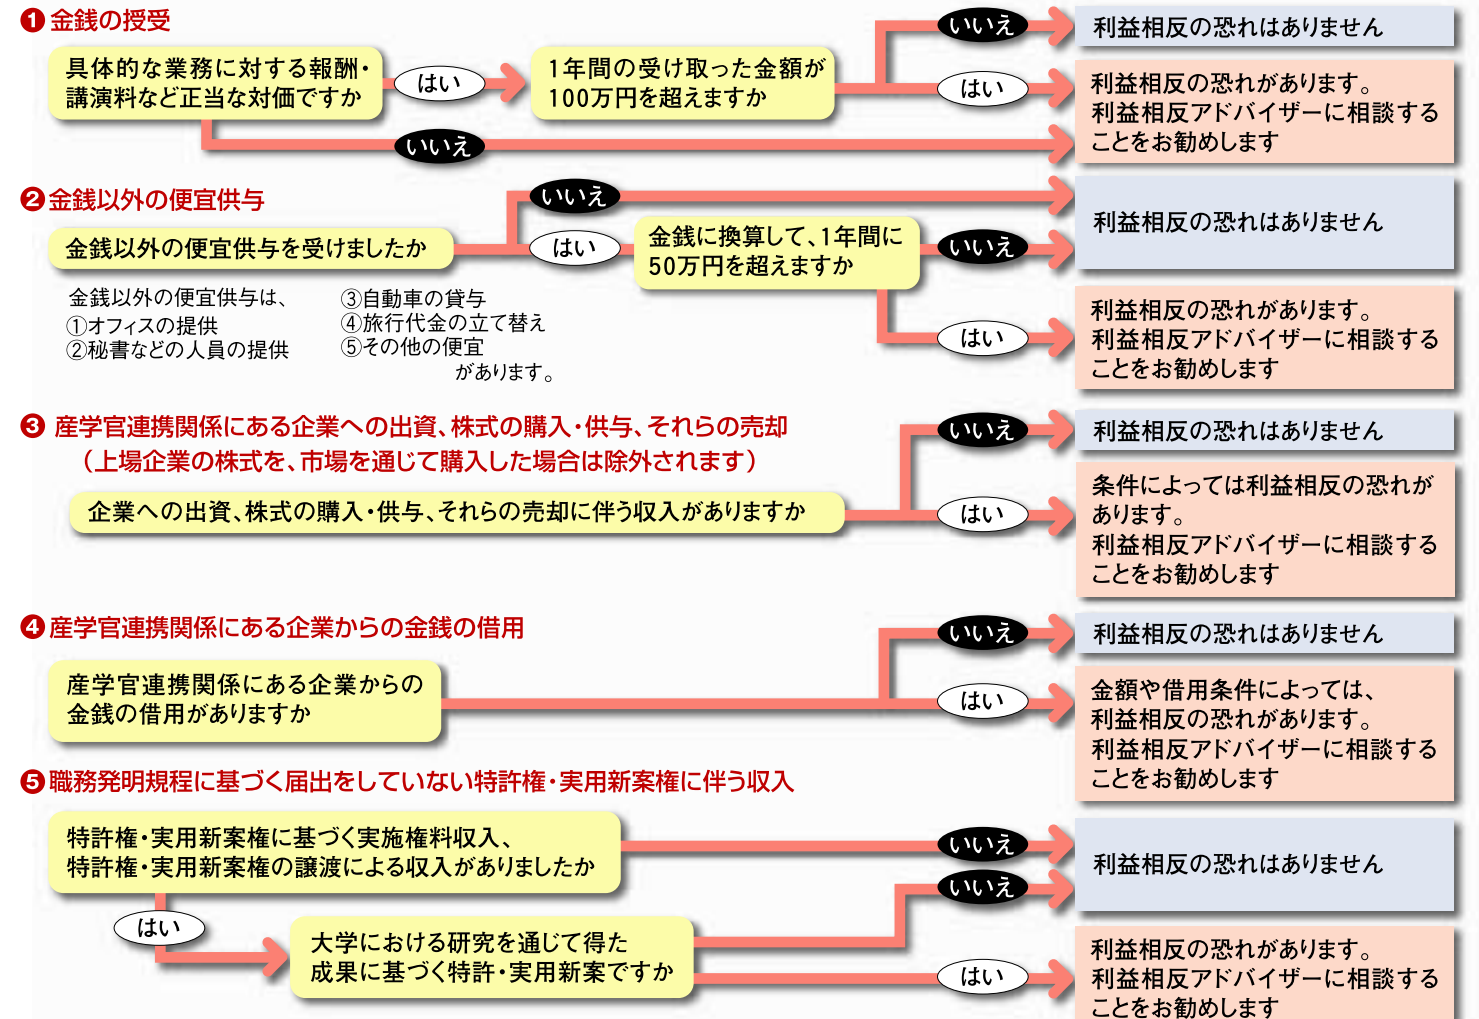 ❶金銭の授受
具体的な業務に対する報酬・
講演料など正当な対価ですか
はい
1年間の受け取った金額が
100万円を超えますか
いいえ
利益相反の恐れはありません
はい
利益相反の恐れがあります。
利益相反アドバイザーに相談する
ことをお勧めします
いいえ
❷金銭以外の便宜供与
金銭以外の便宜供与を受けましたか
いいえ
はい
金銭に換算して、1年間に
50万円を超えますか
いいえ
利益相反の恐れはありません
はい
利益相反の恐れがあります。
利益相反アドバイザーに相談する
ことをお勧めします
金銭以外の便宜供与は、
①オフィスの提供
②秘書などの人員の提供
③自動車の貸与
④旅行代金の立て替え
⑤その他の便宜
があります。
❸ 産学官連携関係にある企業への出資、株式の購入・供与、それらの売却
（上場企業の株式を、市場を通じて購入した場合は除外されます）
企業への出資、株式の購入・供与、それらの売却に伴う収入がありますか
いいえ
利益相反の恐れはありません
はい
条件によっては利益相反の恐れが
あります。
利益相反アドバイザーに相談する
ことをお勧めします
❹産学官連携関係にある企業からの金銭の借用
産学官連携関係にある企業からの
金銭の借用がありますか
いいえ
利益相反の恐れはありません
はい
金額や借用条件によっては、
利益相反の恐れがあります。
利益相反アドバイザーに相談する
ことをお勧めします
❺職務発明規程に基づく届出をしていない特許権・実用新案権に伴う収入
特許権・実用新案権に基づく実施権料収入、
特許権・実用新案権の譲渡による収入がありましたか
いいえ
いいえ
利益相反の恐れはありません
はい
大学における研究を通じて得た
成果に基づく特許・実用新案ですか
はい
利益相反の恐れがあります。
利益相反アドバイザーに相談する
ことをお勧めします